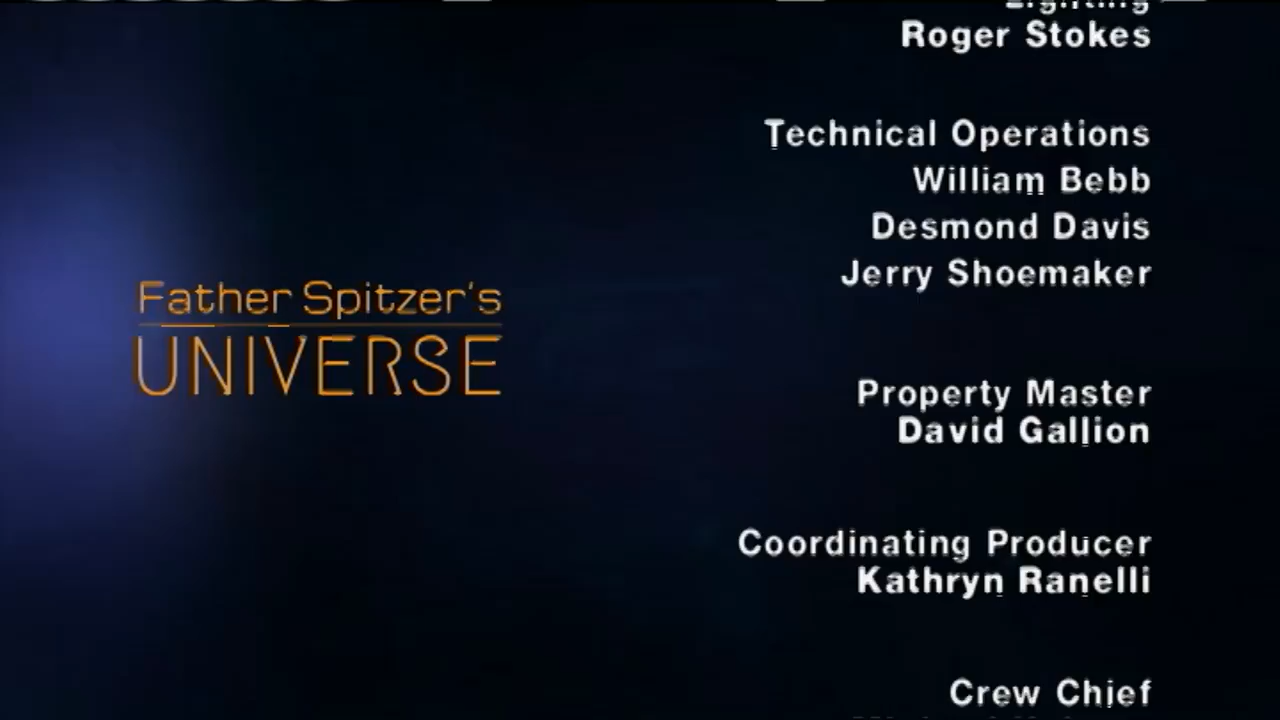 Father Spitzer's
UNIVERSE
Lighting
Roger Stokes
Technical Operations
William Bebb
Desmond Davis
Jerry Shoemaker
Property Master
David Gallion
Coordinating Producer
Kathryn Ranelli
Crew Chief